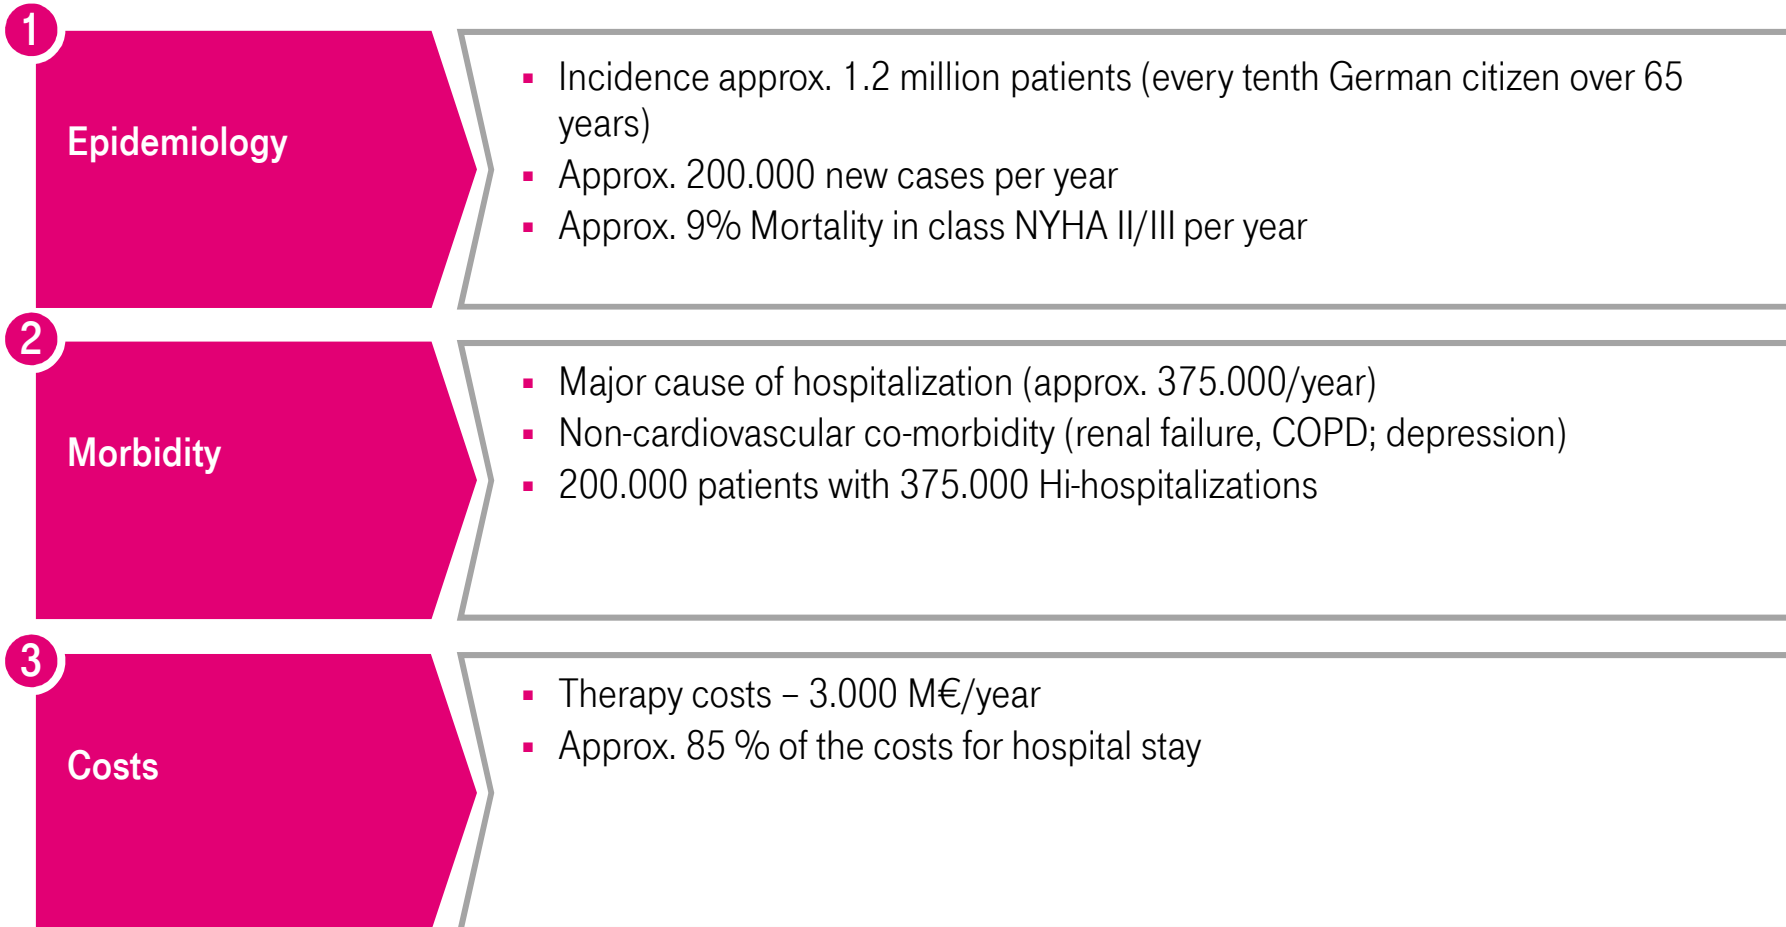 1
Epidemiology
▪ Incidence approx. 1.2 million patients (every tenth German citizen over 65
years)
▪ Approx. 200.000 new cases per year
▪ Approx. 9% Mortality in class NYHA II/III per year
2
Morbidity
▪ Major cause of hospitalization (approx. 375.000/year)
▪ Non-cardiovascular co-morbidity (renal failure, COPD; depression)
▪ 200.000 patients with 375.000 Hi-hospitalizations
3
Costs
▪ Therapy costs – 3.000 M€/year
▪ Approx. 85 % of the costs for hospital stay